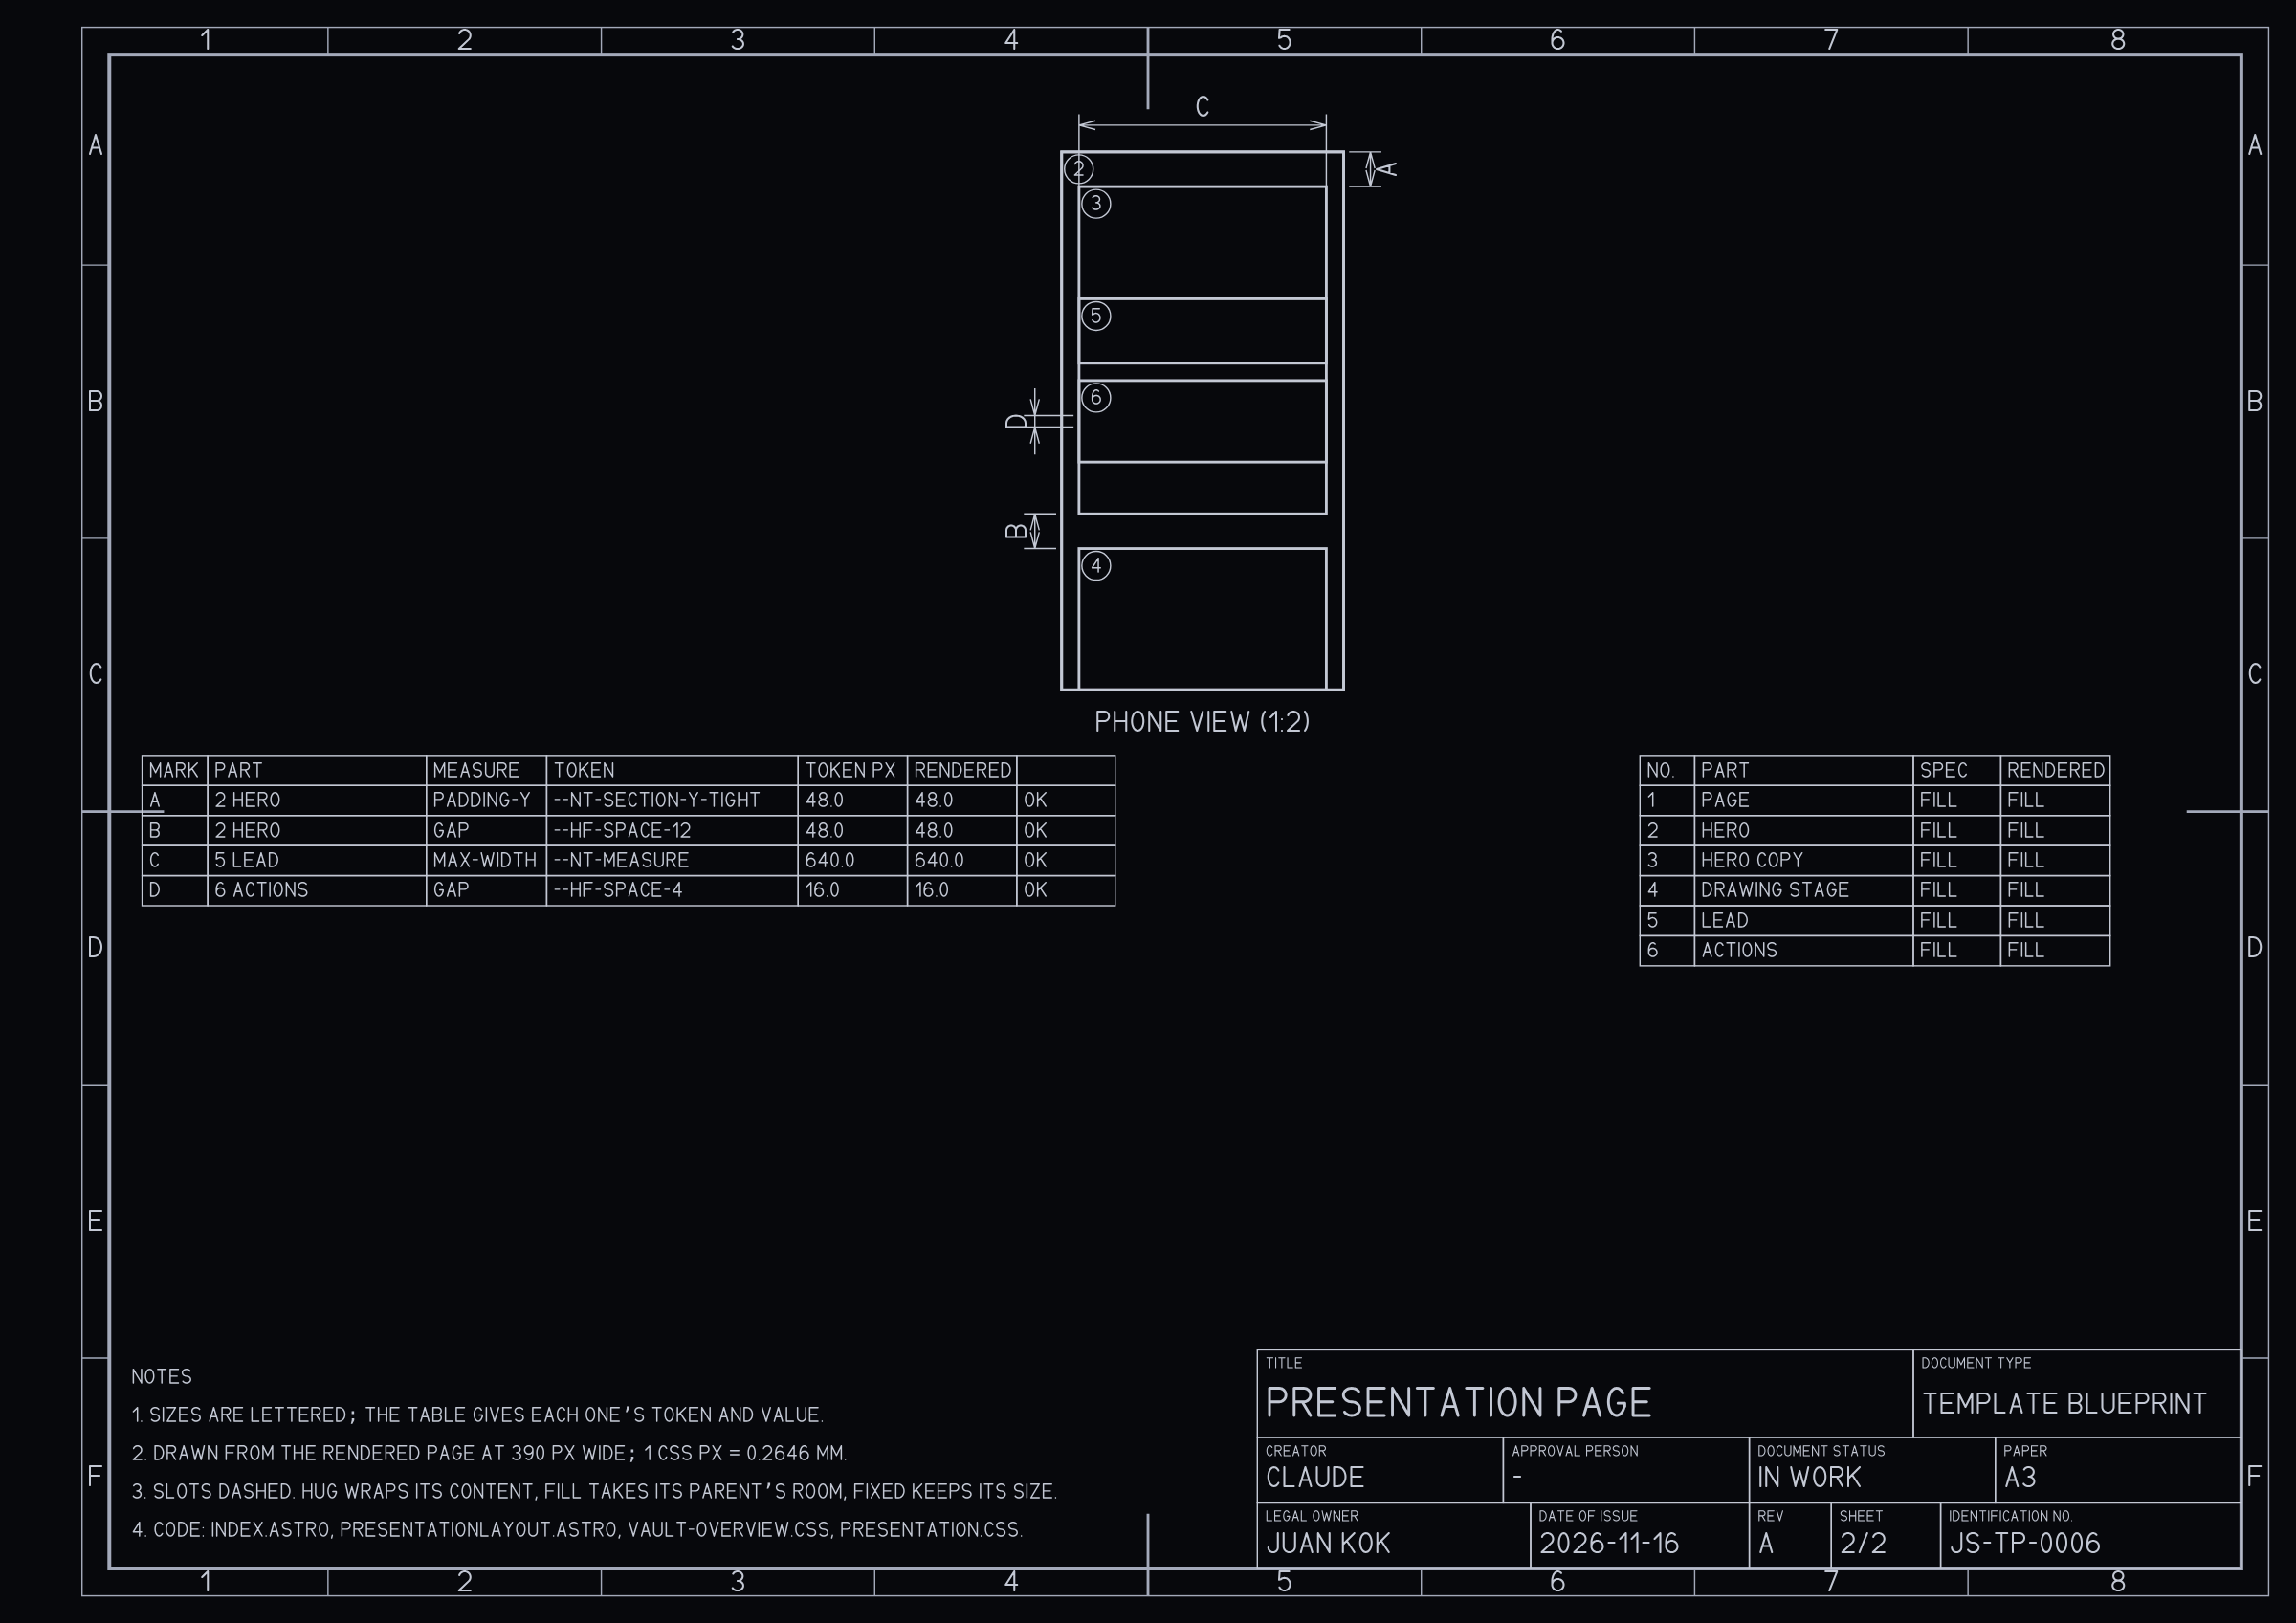 1 2 3 4 5 6 7 8
A A
B B
C C
D D
E E
F F
C
A
2
3
5
6
D
B
4
PHONE VIEW (1:2)
MARK PART MEASURE TOKEN TOKEN PX RENDERED
A 2 HERO PADDING-Y --NT-SECTION-Y-TIGHT 48.0 48.0 OK
B 2 HERO GAP --HF-SPACE-12 48.0 48.0 OK
C 5 LEAD MAX-WIDTH --NT-MEASURE 640.0 640.0 OK
D 6 ACTIONS GAP --HF-SPACE-4 16.0 16.0 OK
NO. PART SPEC RENDERED
1 PAGE FILL FILL
2 HERO FILL FILL
3 HERO COPY FILL FILL
4 DRAWING STAGE FILL FILL
5 LEAD FILL FILL
6 ACTIONS FILL FILL
NOTES
1. SIZES ARE LETTERED; THE TABLE GIVES EACH ONE'S TOKEN AND VALUE.
2. DRAWN FROM THE RENDERED PAGE AT 390 PX WIDE; 1 CSS PX = 0.2646 MM.
3. SLOTS DASHED. HUG WRAPS ITS CONTENT, FILL TAKES ITS PARENT'S ROOM, FIXED KEEPS ITS SIZE.
4. CODE: INDEX.ASTRO, PRESENTATIONLAYOUT.ASTRO, VAULT-OVERVIEW.CSS, PRESENTATION.CSS.
TITLE
PRESENTATION PAGE
DOCUMENT TYPE
TEMPLATE BLUEPRINT
CREATOR
CLAUDE
APPROVAL PERSON
-
DOCUMENT STATUS
IN WORK
PAPER
A3
LEGAL OWNER
JUAN KOK
DATE OF ISSUE
2026-11-16
REV
A
SHEET
2/2
IDENTIFICATION NO.
JS-TP-0006
1 2 3 4 5 6 7 8